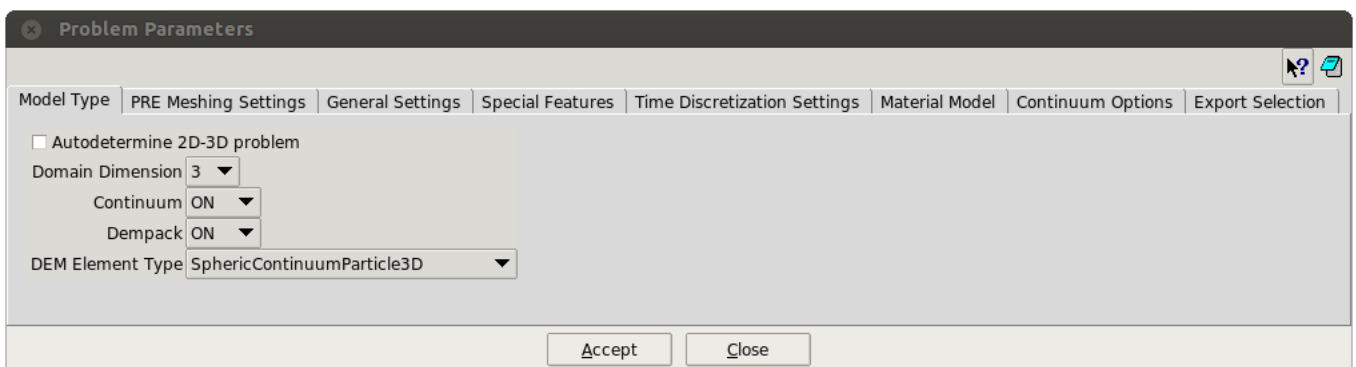 Problem Parameters
?
Model Type PRE Meshing Settings General Settings Special Features Time Discretization Settings Material Model Continuum Options Export Selection
Autodetermine 2D-3D problem
Domain Dimension 3
Continuum ON
Dempack ON
DEM Element Type SphericContinuumParticle3D
Accept Close